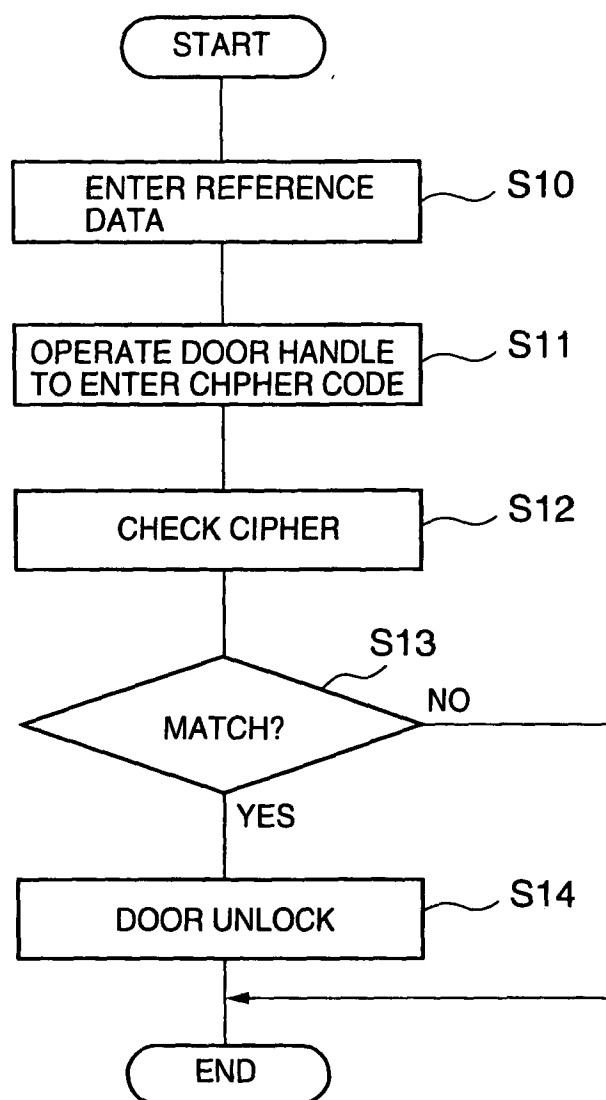 START
ENTER REFERENCE
DATA
S10
OPERATE DOOR HANDLE
TO ENTER CHPHER CODE
S11
CHECK CIPHER
S12
S13
MATCH?
NO
YES
DOOR UNLOCK
S14
END